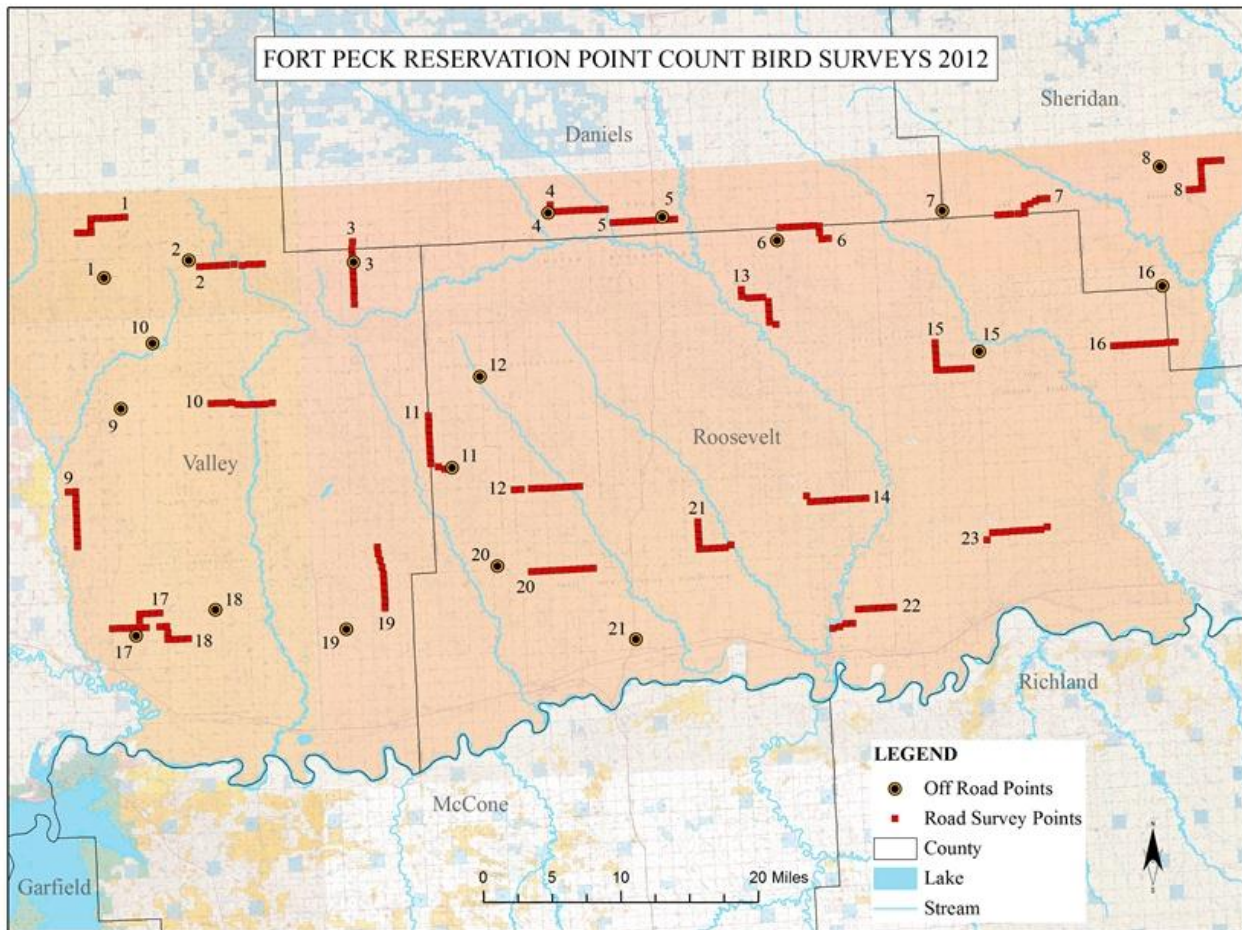 FORT PECK RESERVATION POINT COUNT BIRD SURVEYS 2012
Sheridan
Daniels
8
8
1
4
5
7
7
4
5
3
6
6
2
3
1
2
16
13
10
15
15
16
12
11
10
9
Roosevelt
Valley
11
9
12
14
21
23
20
20
17
18
22
19
19
21
17
18
Richland
McCone
Garfield
LEGEND
Off Road Points
Road Survey Points
County
Lake
Stream
0 5 10 20 Miles
N
S